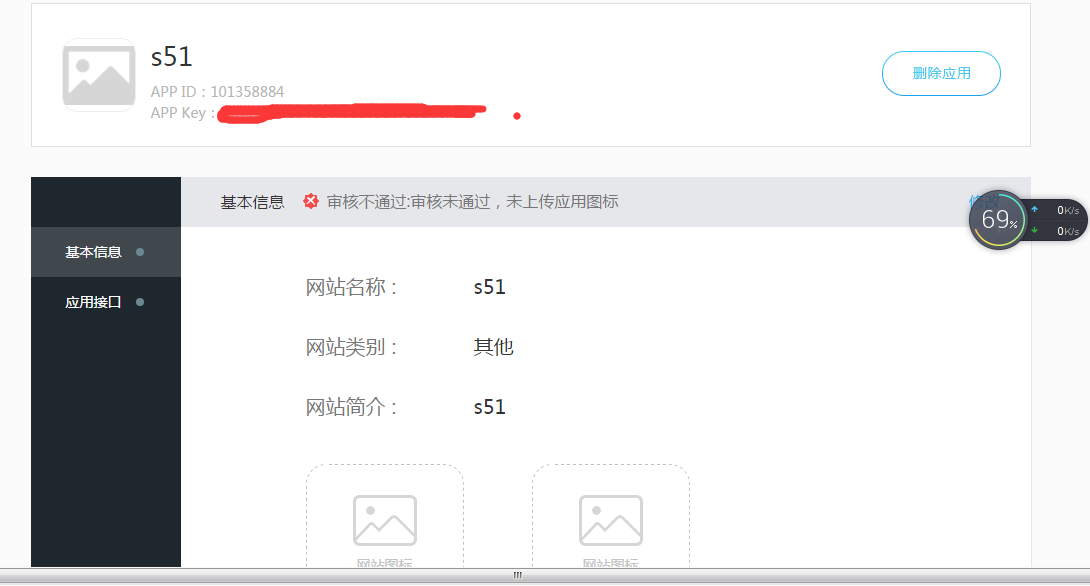 s51
删除应用
APP ID：101358884
APP Key：
基本信息 审核不通过:审核未通过，未上传应用图标
69%
0K/s
0K/s
基本信息
应用接口
网站名称： s51
网站类别： 其他
网站简介： s51
网站图标 网站图标